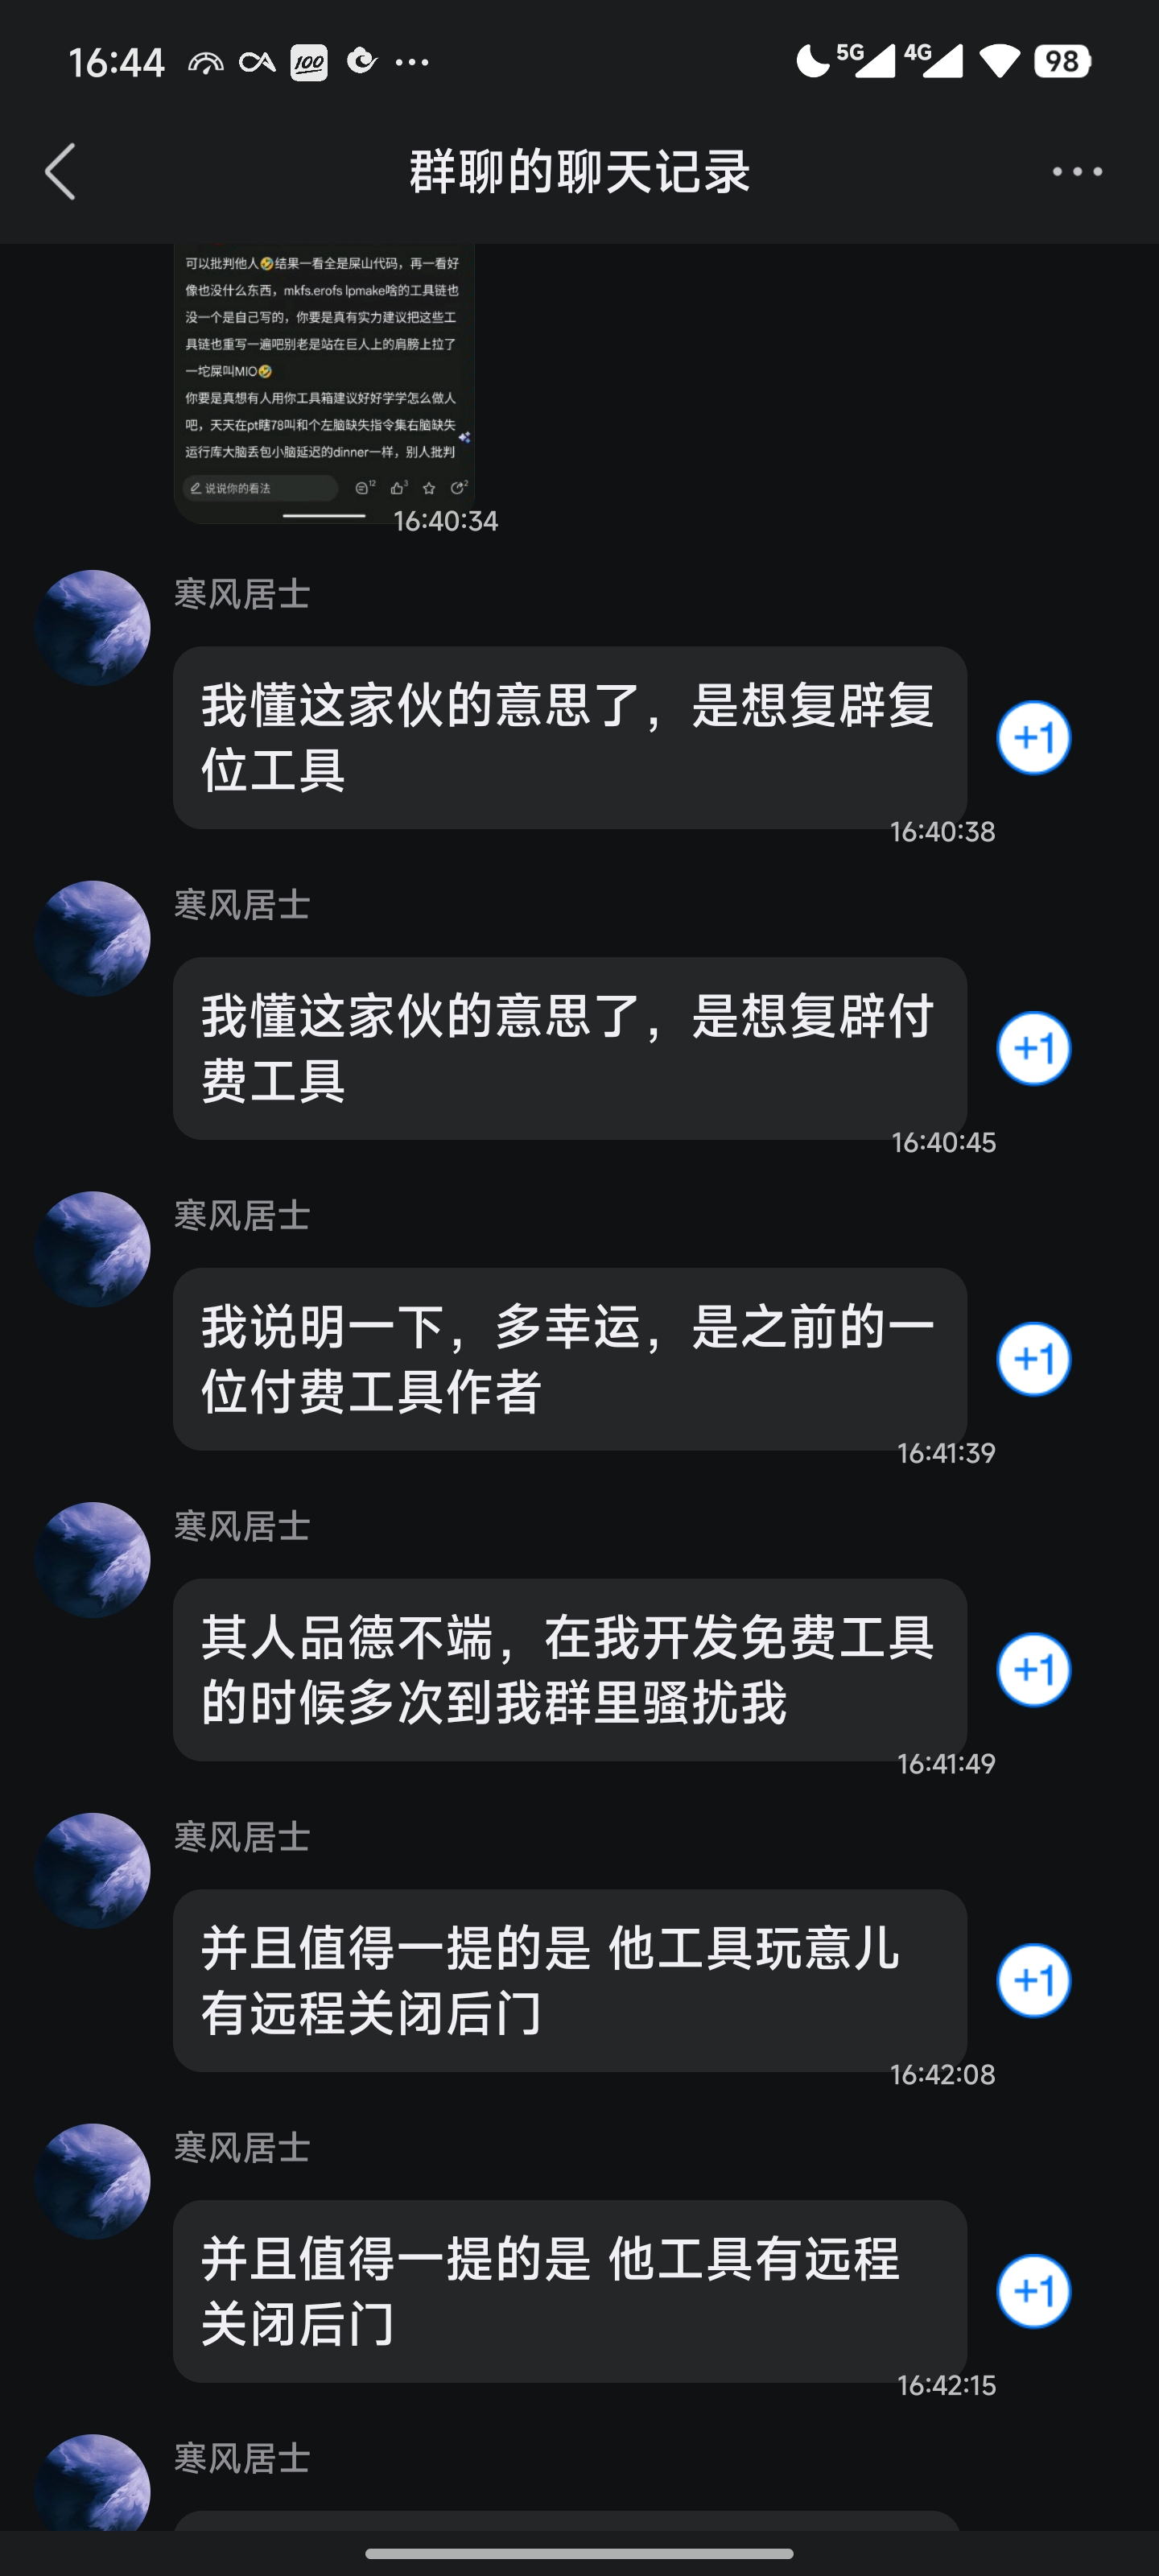 16:44
100
5G
4G
98
群聊的聊天记录
可以批判他人🤣结果一看全是屎山代码，再一看好
像也没什么东西，mkfs.erofs lpmake啥的工具链也
没一个是自己写的，你要是真有实力建议把这些工
具链也重写一遍吧别老是站在巨人上的肩膀上拉了
一坨屎叫MIO🤣
你要是真想有人用你工具箱建议好好学学怎么做人
吧，天天在pt瞎78叫和个左脑缺失指令集右脑缺失
运行库大脑丢包小脑延迟的dinner一样，别人批判
说说你的看法
12
3
2
16:40:34
寒风居士
我懂这家伙的意思了，是想复辟复
位工具
+1
16:40:38
寒风居士
我懂这家伙的意思了，是想复辟付
费工具
+1
16:40:45
寒风居士
我说明一下，多幸运，是之前的一
位付费工具作者
+1
16:41:39
寒风居士
其人品德不端，在我开发免费工具
的时候多次到我群里骚扰我
+1
16:41:49
寒风居士
并且值得一提的是 他工具玩意儿
有远程关闭后门
+1
16:42:08
寒风居士
并且值得一提的是 他工具有远程
关闭后门
+1
16:42:15
寒风居士